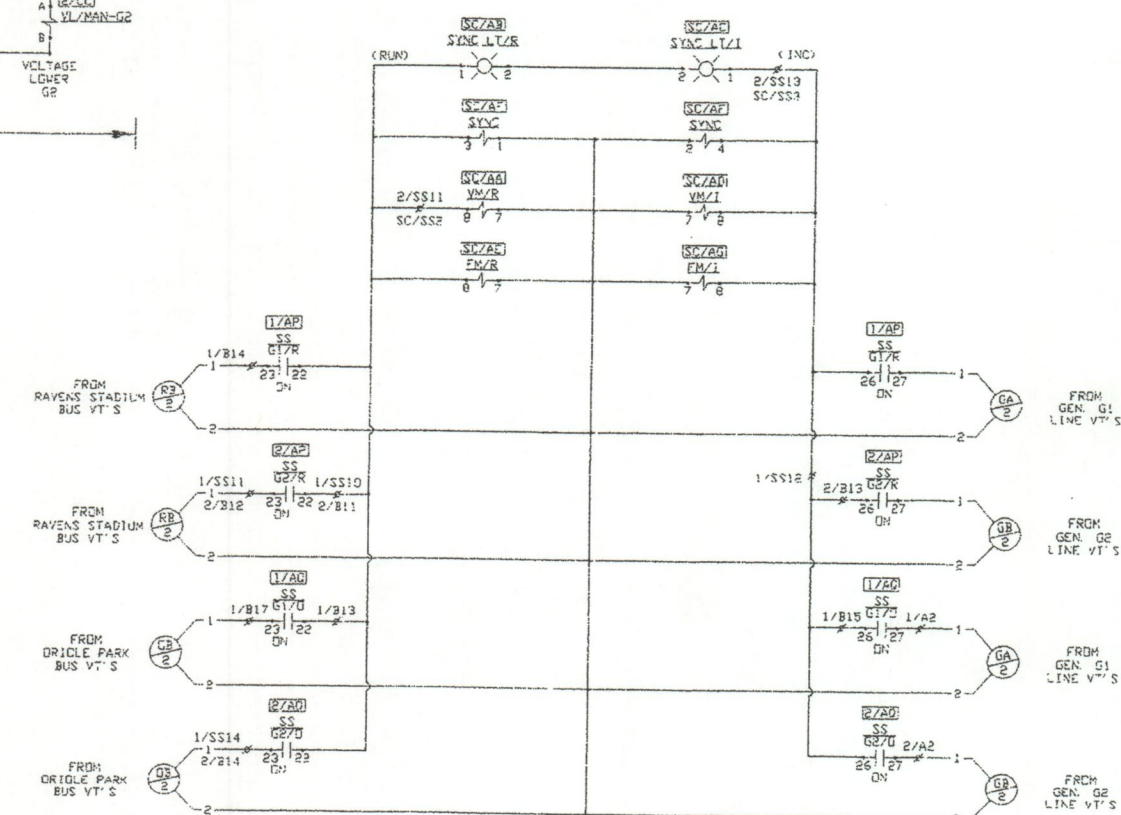 A
VL/MAN-G2
B
VOLTAGE
LOWER
G2
SC/AB
SYNC LT/R
(RUN)
1
2
SYNC LT/I
(INC)
2
1
2/SS13
SC/SS3
SYNC
3
1
SC/AF
SYNC
2
4
2/SS11
SC/SS2
SC/AA
VM/R
8
7
SC/AD
VM/I
7
8
SC/AE
FM/R
8
7
SC/AG
FM/I
7
8
1/AP
SS
G1/R
1/B14
1
23
22
ON
FROM
RAVENS STADIUM
BUS VT'S
2
2
1/AP
SS
G1/R
26
27
ON
1
GA
2
2
FROM
GEN. G1
LINE VT'S
2/AP
SS
G2/R
1/SS11
1
2/B12
23
22
ON
1/SS10
2/B11
FROM
RAVENS STADIUM
BUS VT'S
RB
2
2
1/SS12
2/AP
SS
G2/R
2/B13
26
27
ON
1
GB
2
2
FROM
GEN. G2
LINE VT'S
SS
1
1/B17
23
22
ON
1/B13
FROM
ORIOLE PARK
BUS VT'S
2
2
SS
1/B15
26
27
ON
1/A2
1
GA
2
2
FROM
GEN. G1
LINE VT'S
SS
G2/O
1/SS14
1
2/B14
23
22
ON
FROM
ORIOLE PARK
BUS VT'S
2
2
SS
G2/O
26
27
ON
2/A2
1
GB
2
FROM
GEN. G2
LINE VT'S